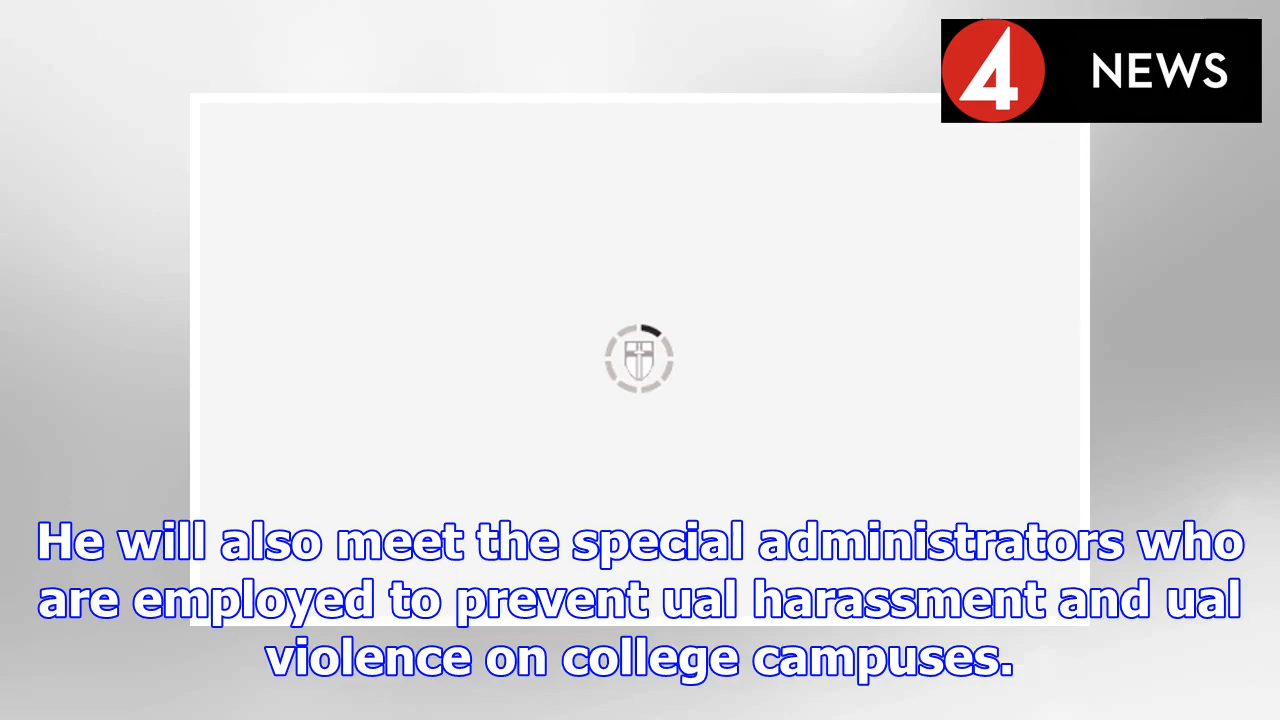 4 NEWS
He will also meet the special administrators who
are employed to prevent ual harassment and ual
violence on college campuses.